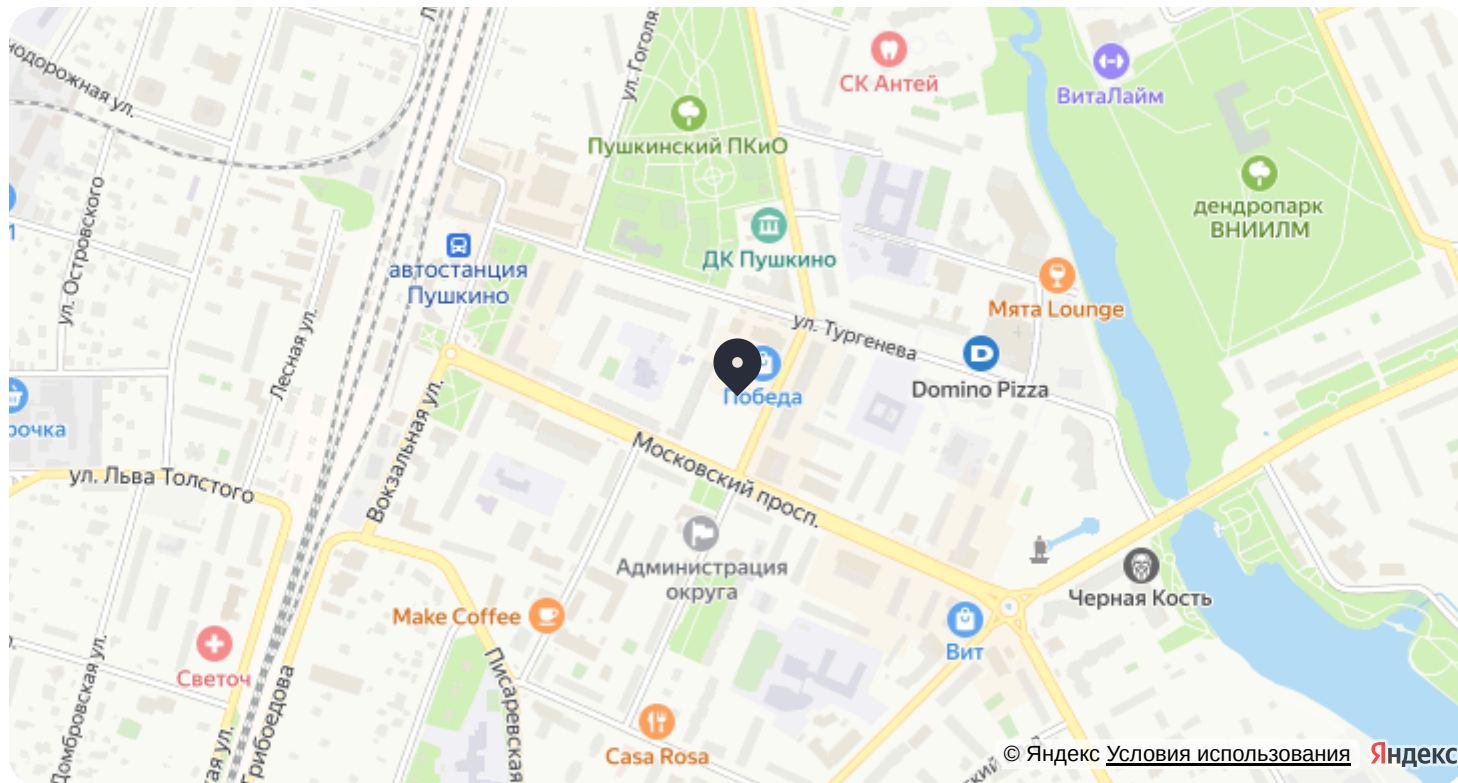 ул. Гоголя
СК Антей
ВитаЛайм
Пушкинский ПКиО
дендропарк
ВНИИЛМ
ул. Островского
ДК Пушкино
автостанция
Пушкино
Мята Lounge
Лесная ул.
ул. Тургенева
Domino Pizza
Победа
Вокзальная ул.
Московский просп.
ул. Льва Толстого
Администрация
округа
Черная Кость
Make Coffee
Вит
Светоч
Писаревская
Грибоедова
Домбровская ул.
Casa Rosa
© Яндекс Условия использования
Яндекс